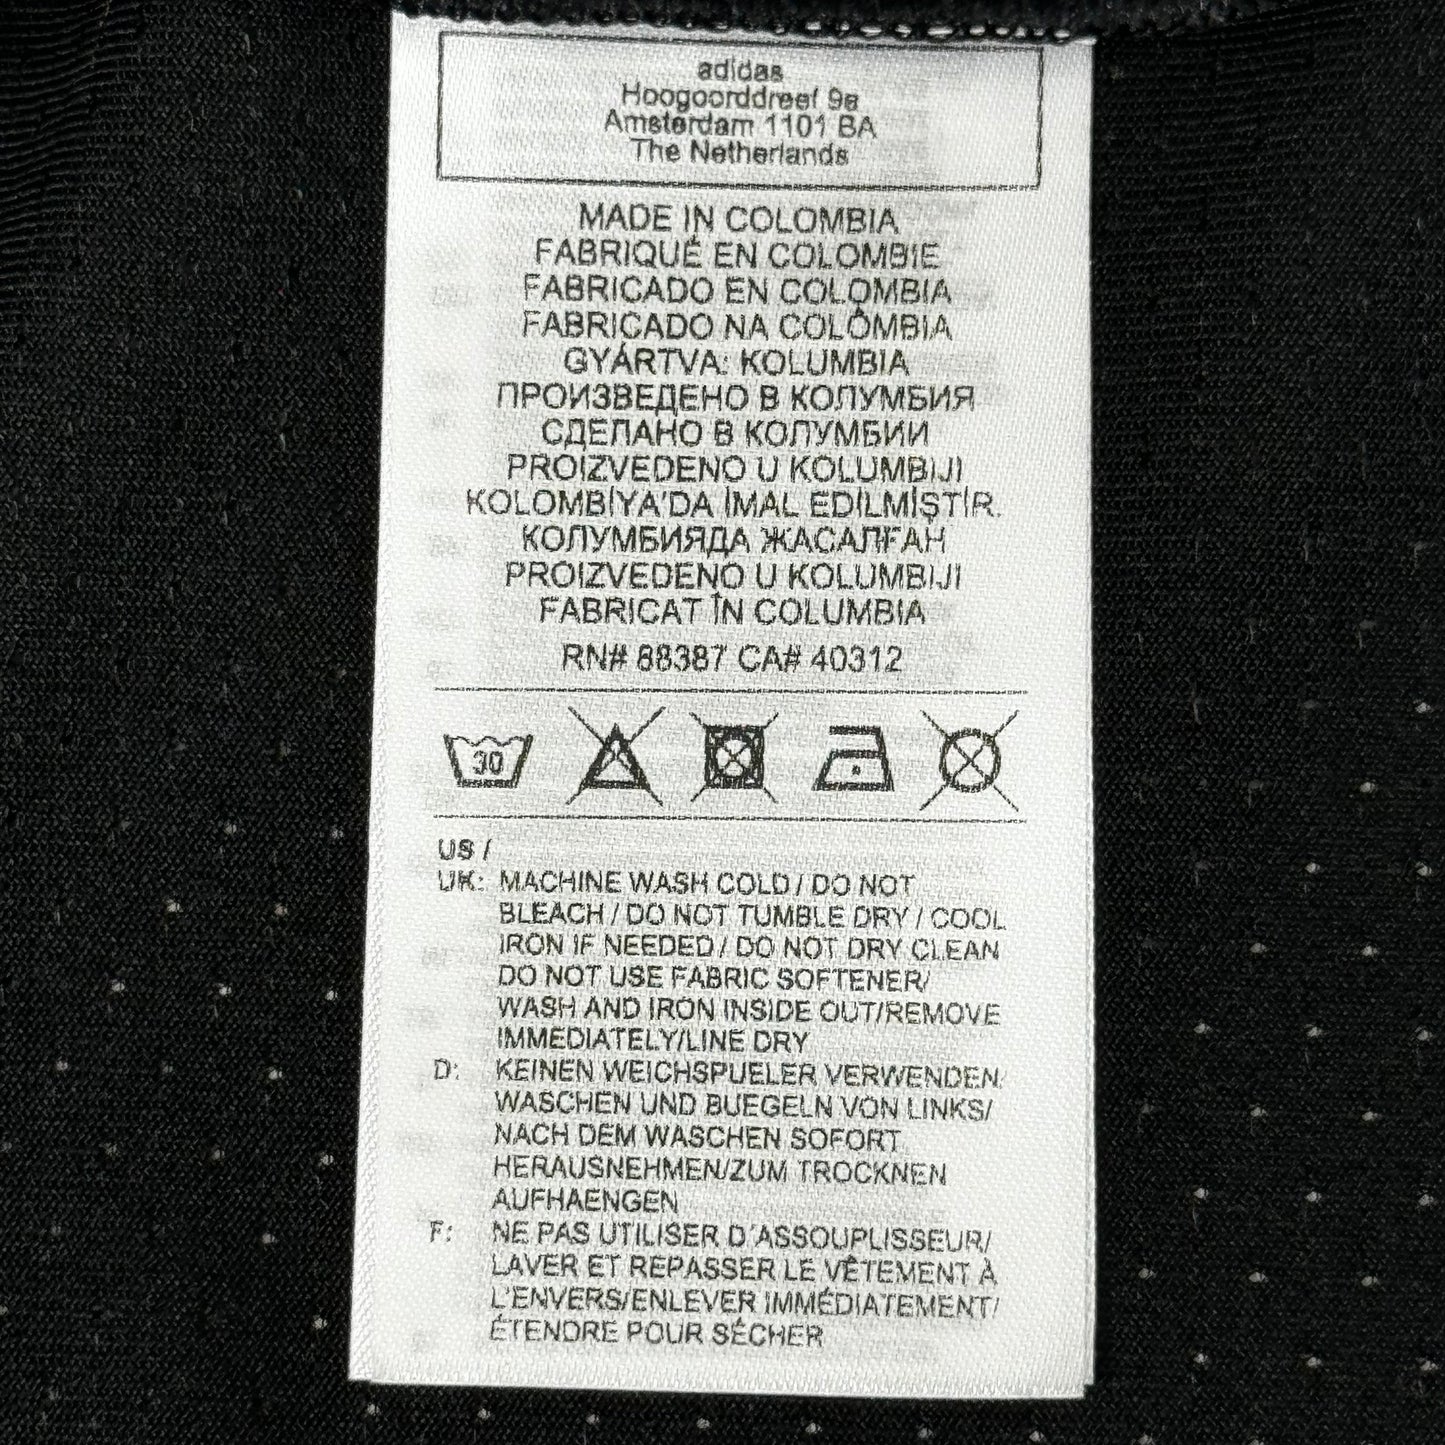 adidas
Hoogoorddreef 9a
Amsterdam 1101 BA
The Netherlands
MADE IN COLOMBIA
FABRIQUÉ EN COLOMBIE
FABRICADO EN COLOMBIA
FABRICADO NA COLÔMBIA
GYÁRTVA: KOLUMBIA
ПРОИЗВЕДЕНО В КОЛУМБИЯ
СДЕЛАНО В КОЛУМБИИ
PROIZVEDENO U KOLUMBIJI
KOLOMBİYA'DA İMAL EDİLMİŞTİR.
КОЛУМБИЯДА ЖАСАЛҒАН
PROIZVEDENO U KOLUMBIJI
FABRICAT ÎN COLUMBIA
RN# 88387 CA# 40312
30
US /
UK: MACHINE WASH COLD / DO NOT
BLEACH / DO NOT TUMBLE DRY / COOL
IRON IF NEEDED / DO NOT DRY CLEAN
DO NOT USE FABRIC SOFTENER/
WASH AND IRON INSIDE OUT/REMOVE
IMMEDIATELY/LINE DRY
D: KEINEN WEICHSPUELER VERWENDEN/
WASCHEN UND BUEGELN VON LINKS/
NACH DEM WASCHEN SOFORT
HERAUSNEHMEN/ZUM TROCKNEN
AUFHAENGEN
F: NE PAS UTILISER D'ASSOUPLISSEUR/
LAVER ET REPASSER LE VÊTEMENT À
L'ENVERS/ENLEVER IMMÉDIATEMENT/
ÉTENDRE POUR SÉCHER